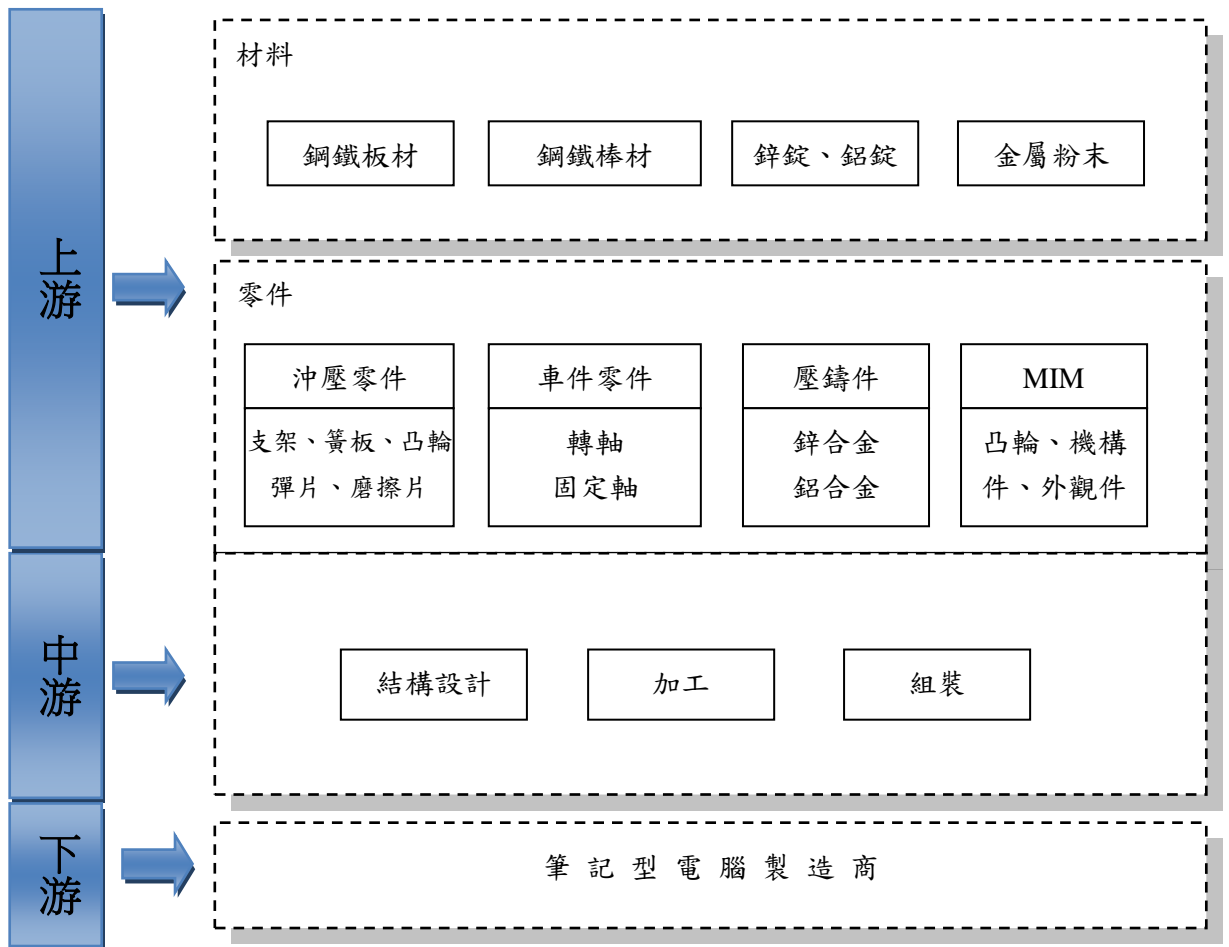 上游
材料
鋼鐵板材
鋼鐵棒材
鋅錠、鋁錠
金屬粉末
零件
沖壓零件
支架、簧板、凸輪
彈片、磨擦片
車件零件
轉軸
固定軸
壓鑄件
鋅合金
鋁合金
MIM
凸輪、機構
件、外觀件
中游
結構設計
加工
組裝
下游
筆記型電腦製造商